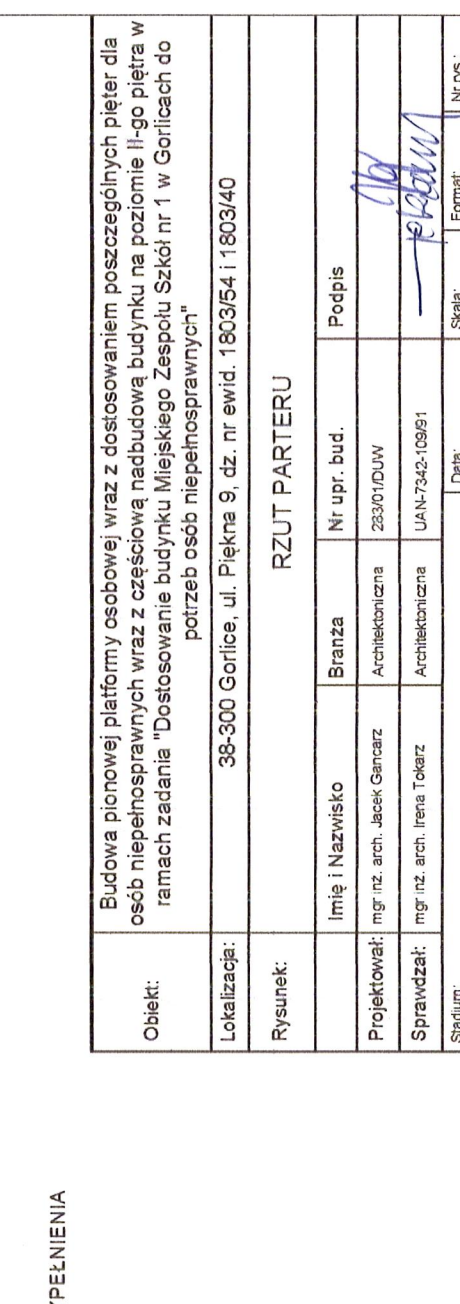 YPEŁNIENIA
Obiekt:
Budowa pionowej platformy osobowej wraz z dostosowaniem poszczególnych pięter dla
osób niepełnosprawnych wraz z częściową nadbudową budynku na poziomie II-go piętra w
ramach zadania "Dostosowanie budynku Miejskiego Zespołu Szkół nr 1 w Gorlicach do
potrzeb osób niepełnosprawnych"
Lokalizacja: 38-300 Gorlice, ul. Piękna 9, dz. nr ewid. 1803/54 i 1803/40
Rysunek: RZUT PARTERU
Imię i Nazwisko Branża Nr upr. bud. Podpis
Projektował: mgr inż. arch. Jacek Gancarz Architektoniczna 283/01/DUW
Sprawdzał: mgr inż. arch. Irena Tokarz Architektoniczna UAN-7342-109/91
Stadium: Data: Skala: Format: Nr rys.: